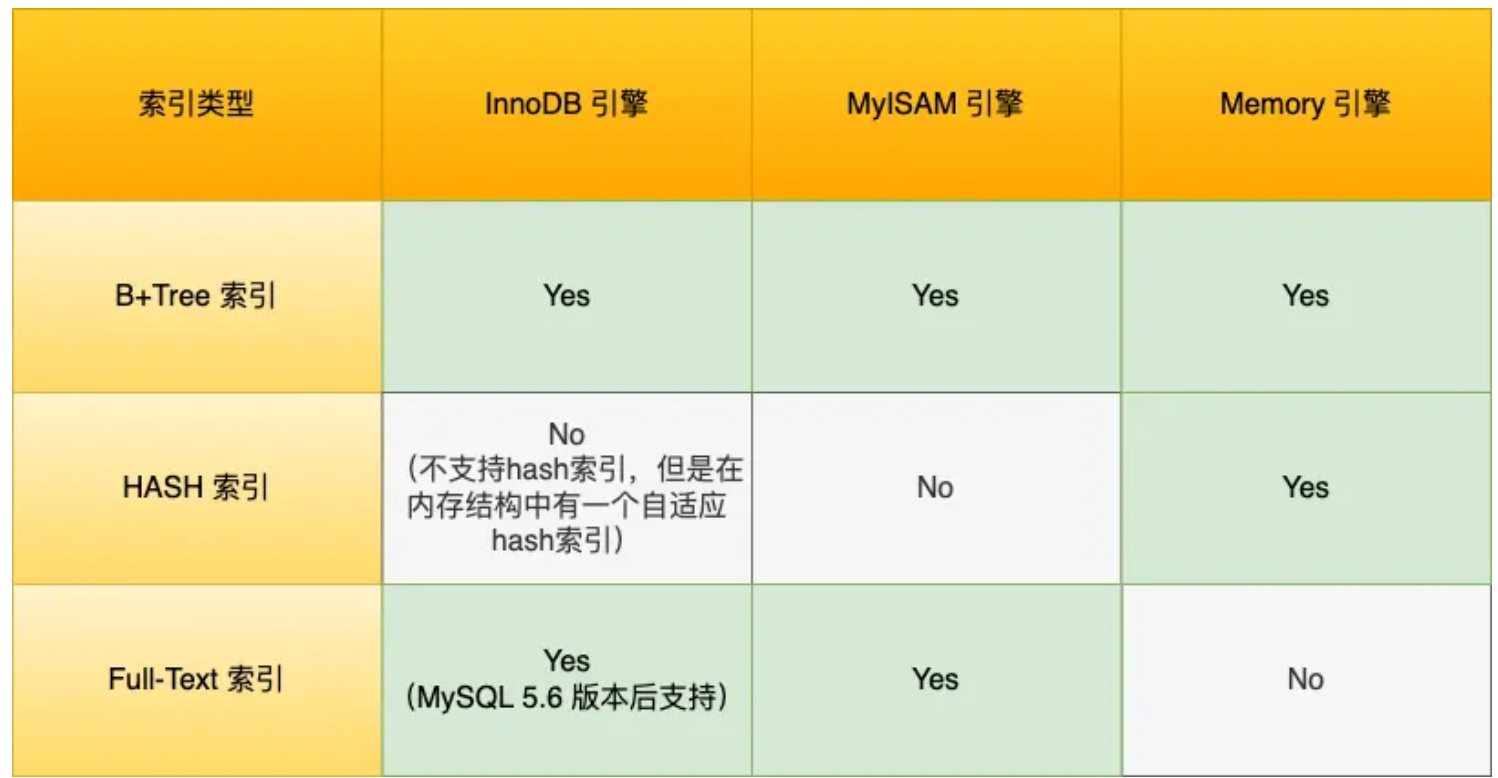 索引类型
InnoDB 引擎
MyISAM 引擎
Memory 引擎
B+Tree 索引
Yes
Yes
Yes
HASH 索引
No
（不支持hash索引，但是在
内存结构中有一个自适应
hash索引）
No
Yes
Full-Text 索引
Yes
（MySQL 5.6 版本后支持）
Yes
No